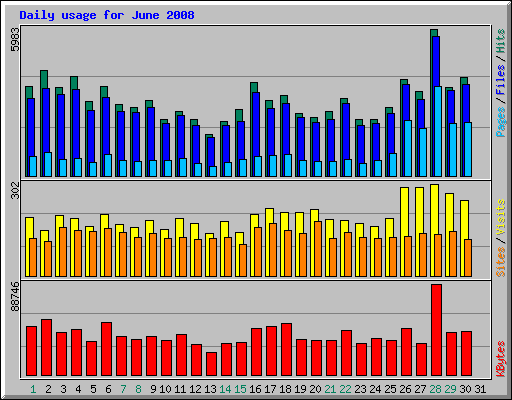 Daily usage for June 2008
5983
Pages / Files / Hits
302
Sites / Visits
88746
KBytes
1 2 3 4 5 6 7 8 9 10 11 12 13 14 15 16 17 18 19 20 21 22 23 24 25 26 27 28 29 30 31